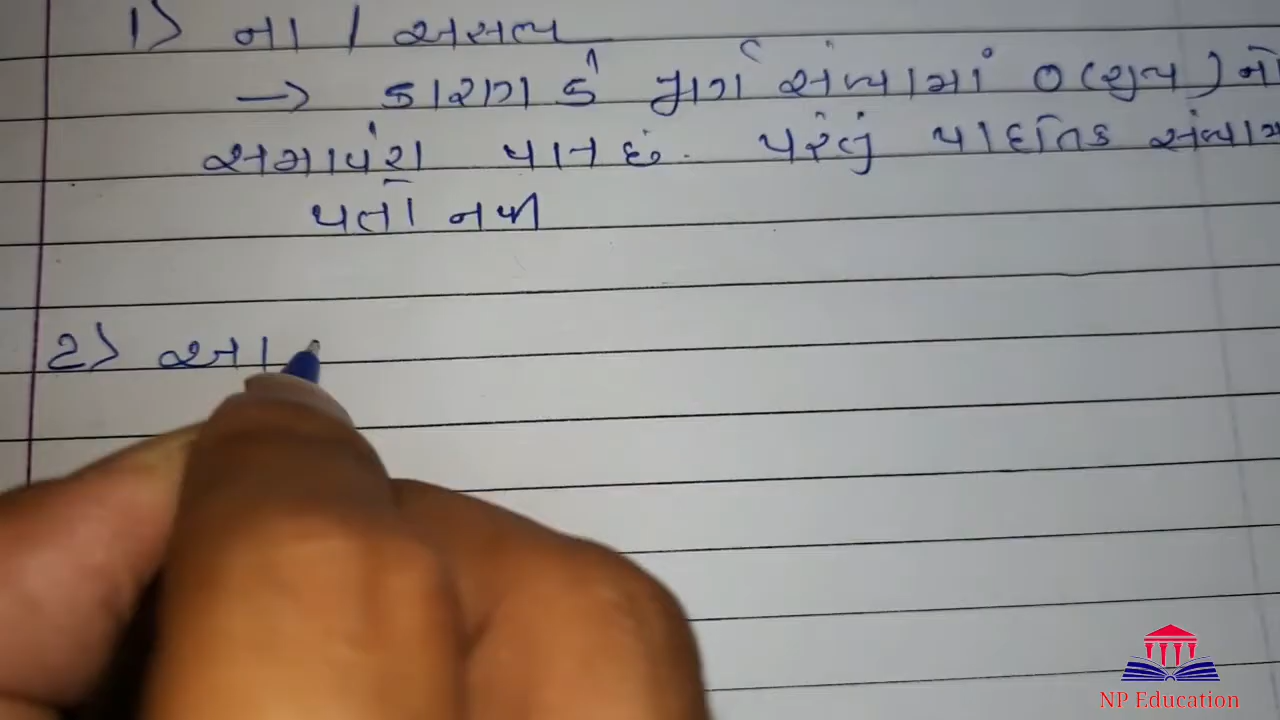 1) ના / અસત્ય
→ કારણ કે પૂર્ણ સંખ્યામાં 0 (શુન્ય) નો
સમાવેશ થાય છે. પરંતુ પ્રાકૃતિક
થતો નથી
2)
NP Education